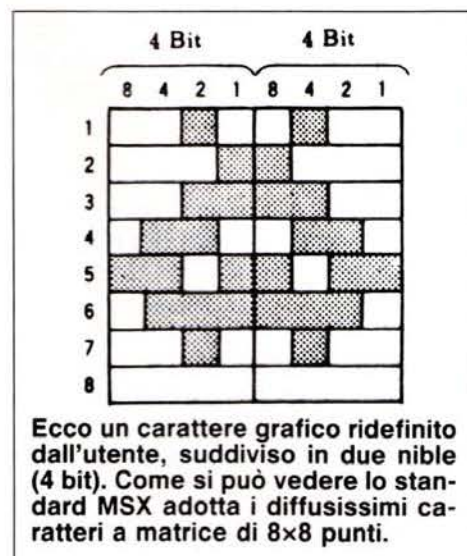 4 Bit 4 Bit
8 4 2 1 8 4 2 1
1
2
3
4
5
6
7
8
Ecco un carattere grafico ridefinito
dall'utente, suddiviso in due nible
(4 bit). Come si può vedere lo stan-
dard MSX adotta i diffusissimi ca-
ratteri a matrice di 8×8 punti.